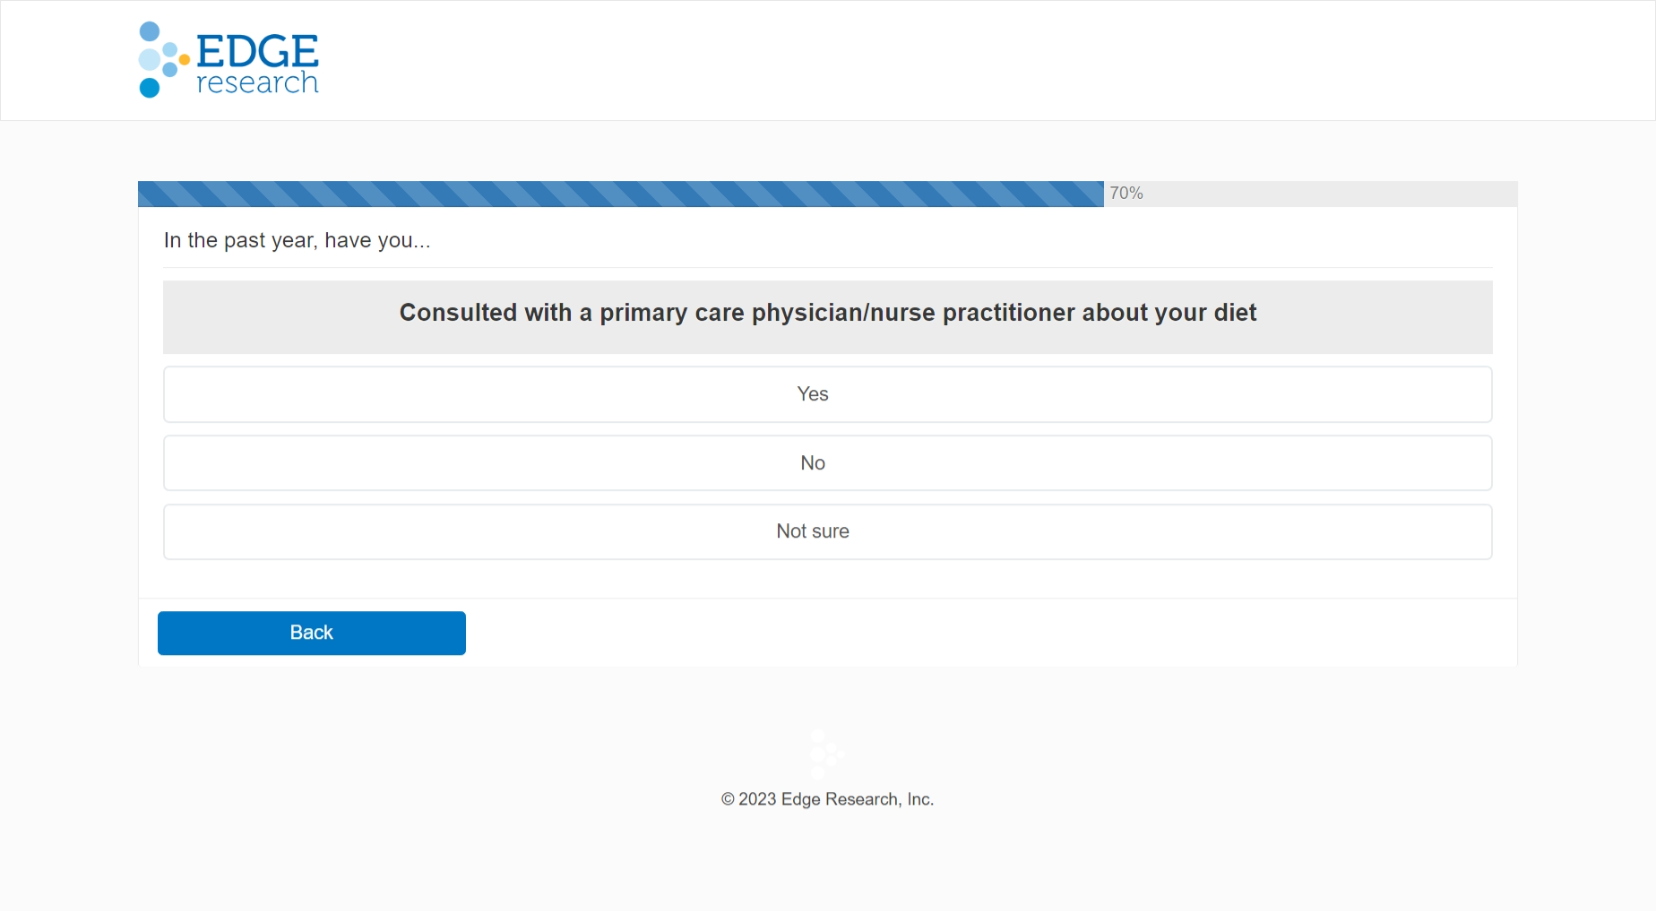 EDGE
research
70%
In the past year, have you...
Consulted with a primary care physician/nurse practitioner about your diet
Yes
No
Not sure
Back
© 2023 Edge Research, Inc.